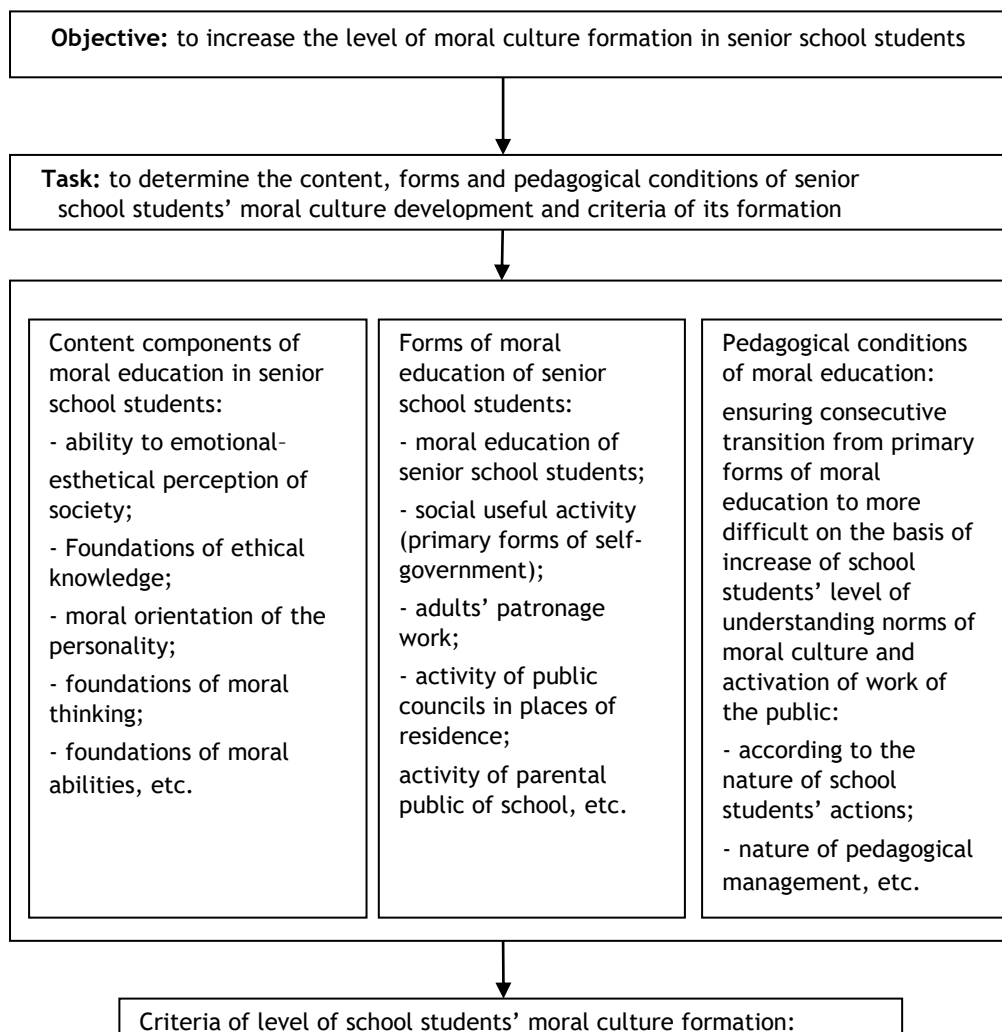 Objective: to increase the level of moral culture formation in senior school students
Task: to determine the content, forms and pedagogical conditions of senior
school students’ moral culture development and criteria of its formation
Content components of
moral education in senior
school students:
- ability to emotional–
esthetical perception of
society;
- Foundations of ethical
knowledge;
- moral orientation of the
personality;
- foundations of moral
thinking;
- foundations of moral
abilities, etc.
Forms of moral
education of senior
school students:
- moral education of
senior school students;
- social useful activity
(primary forms of self-
government);
- adults’ patronage
work;
- activity of public
councils in places of
residence;
activity of parental
public of school, etc.
Pedagogical conditions
of moral education:
ensuring consecutive
transition from primary
forms of moral
education to more
difficult on the basis of
increase of school
students’ level of
understanding norms of
moral culture and
activation of work of
the public:
- according to the
nature of school
students’ actions;
- nature of pedagogical
management, etc.
Criteria of level of school students’ moral culture formation: